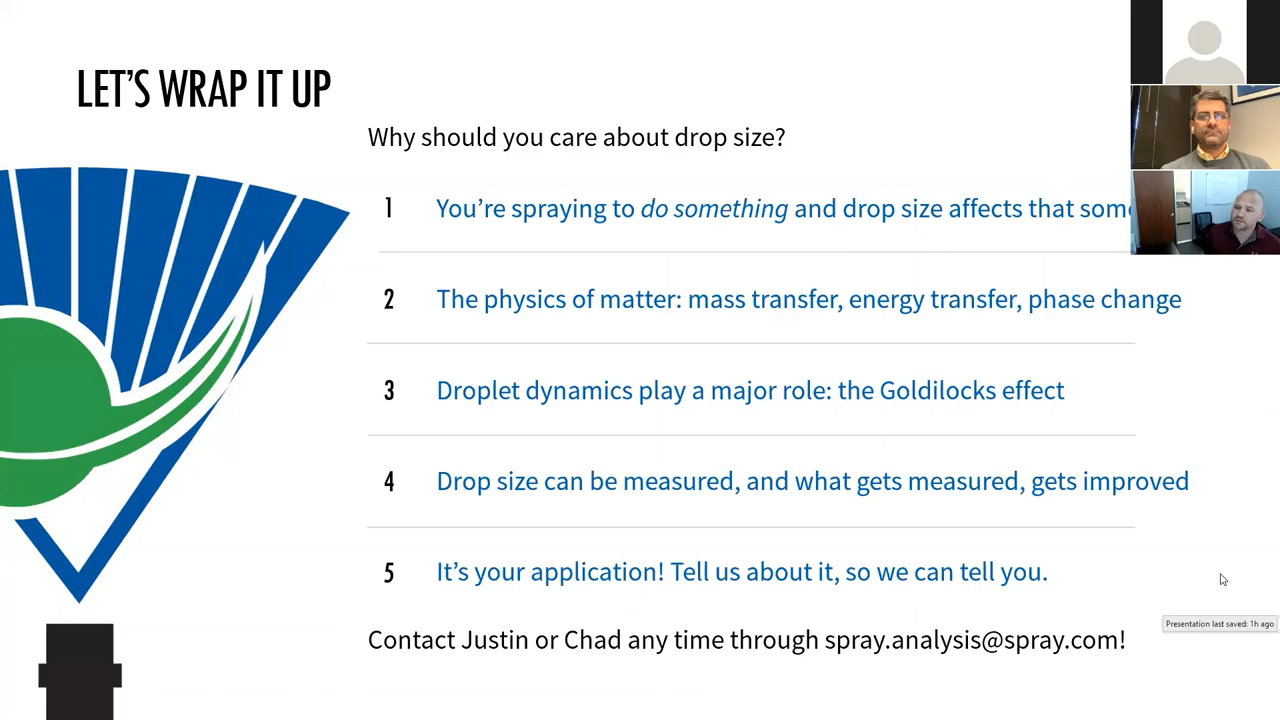 LET'S WRAP IT UP
Why should you care about drop size?
1 You're spraying to do something and drop size affects that
2 The physics of matter: mass transfer, energy transfer, phase change
3 Droplet dynamics play a major role: the Goldilocks effect
4 Drop size can be measured, and what gets measured, gets improved
5 It's your application! Tell us about it, so we can tell you.
Presentation last saved: 1h ago
Contact Justin or Chad any time through spray.analysis@spray.com!